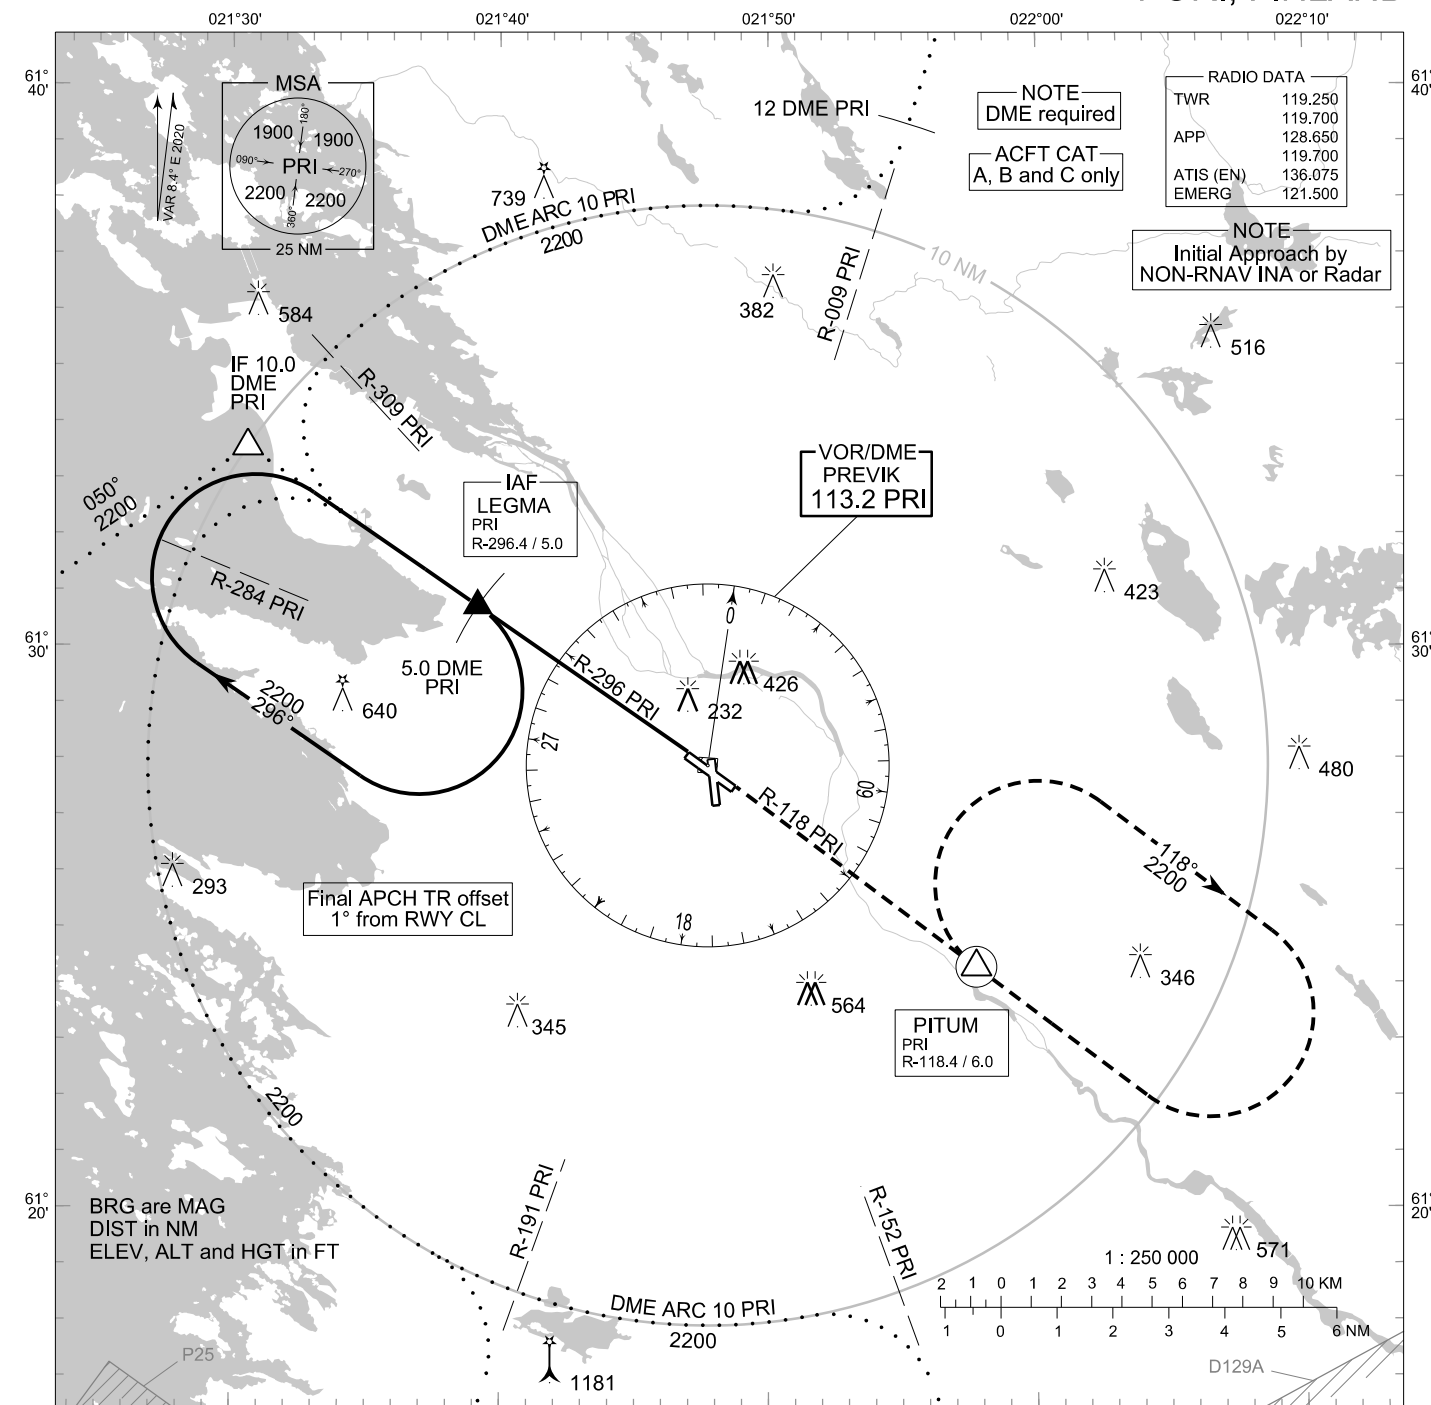 021°30'
021°40'
021°50'
022°00'
022°10'
61°
40'
61°
40'
MSA
1900
1900
180°
090°
PRI
270°
2200
2200
360°
25 NM
VAR 8.4° E 2020
12 DME PRI
NOTE
DME required
ACFT CAT
A, B and C only
RADIO DATA
TWR 119.250
119.700
APP 128.650
119.700
ATIS (EN) 136.075
EMERG 121.500
NOTE
Initial Approach by
NON-RNAV INA or Radar
739
DME ARC 10 PRI
2200
10 NM
R-009 PRI
382
584
516
IF 10.0
DME
PRI
R-309 PRI
050°
2200
IAF
LEGMA
PRI
R-296.4 / 5.0
VOR/DME
PREVIK
113.2 PRI
R-284 PRI
423
0
61°
30'
61°
30'
5.0 DME
PRI
R-296 PRI
426
232
2200
296°
640
27
09
480
R-118 PRI
118°
2200
293
Final APCH TR offset
1° from RWY CL
18
346
564
345
PITUM
PRI
R-118.4 / 6.0
2200
R-191 PRI
R-152 PRI
61°
20'
61°
20'
BRG are MAG
DIST in NM
ELEV, ALT and HGT in FT
571
1 : 250 000
2 1 0 1 2 3 4 5 6 7 8 9 10 KM
1 0 1 2 3 4 5 6 NM
DME ARC 10 PRI
2200
P25
1181
D129A